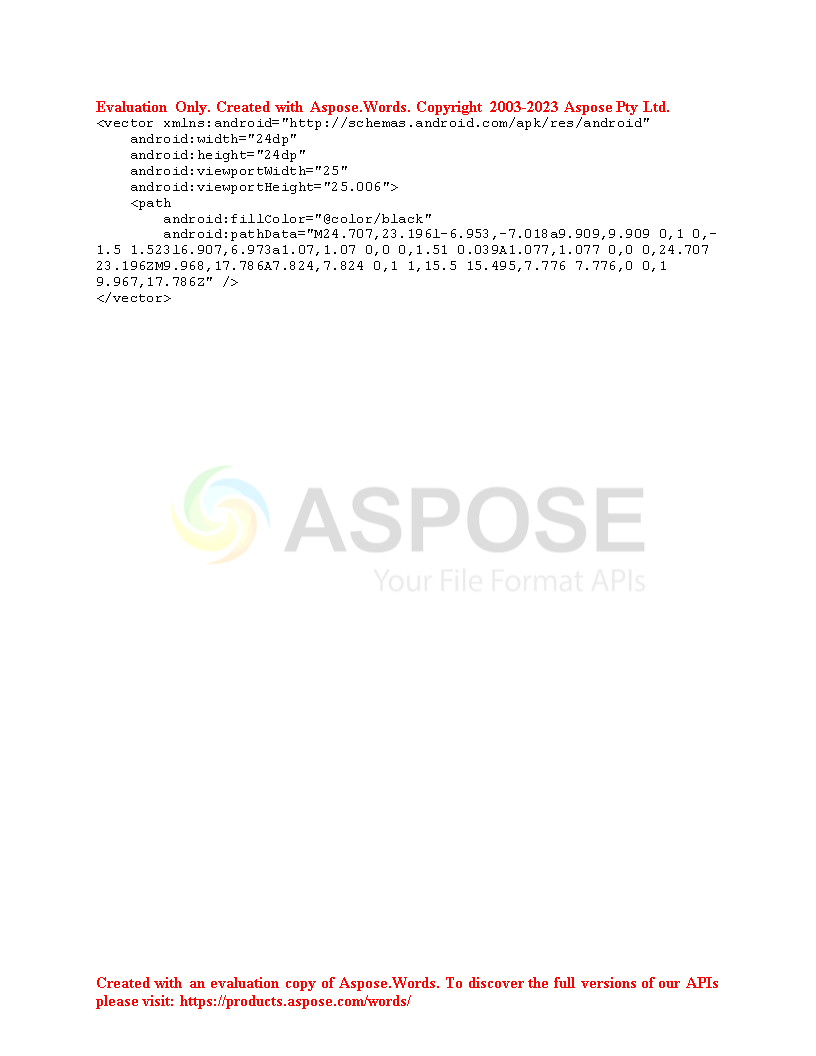 Evaluation Only. Created with Aspose.Words. Copyright 2003-2023 Aspose Pty Ltd.
<vector xmlns:android="http://schemas.android.com/apk/res/android"
    android:width="24dp"
    android:height="24dp"
    android:viewportWidth="25"
    android:viewportHeight="25.006">
    <path
        android:fillColor="@color/black"
        android:pathData="M24.707,23.196l-6.953,-7.018a9.909,9.909 0,1 0,-
1.5 1.523l6.907,6.973a1.07,1.07 0,0 0,1.51 0.039A1.077,1.077 0,0 0,24.707
23.196ZM9.968,17.786A7.824,7.824 0,1 1,15.5 15.495,7.776 7.776,0 0,1
9.967,17.786Z" />
</vector>
ASPOSE
Your File Format APIs
Created with an evaluation copy of Aspose.Words. To discover the full versions of our APIs
please visit: https://products.aspose.com/words/